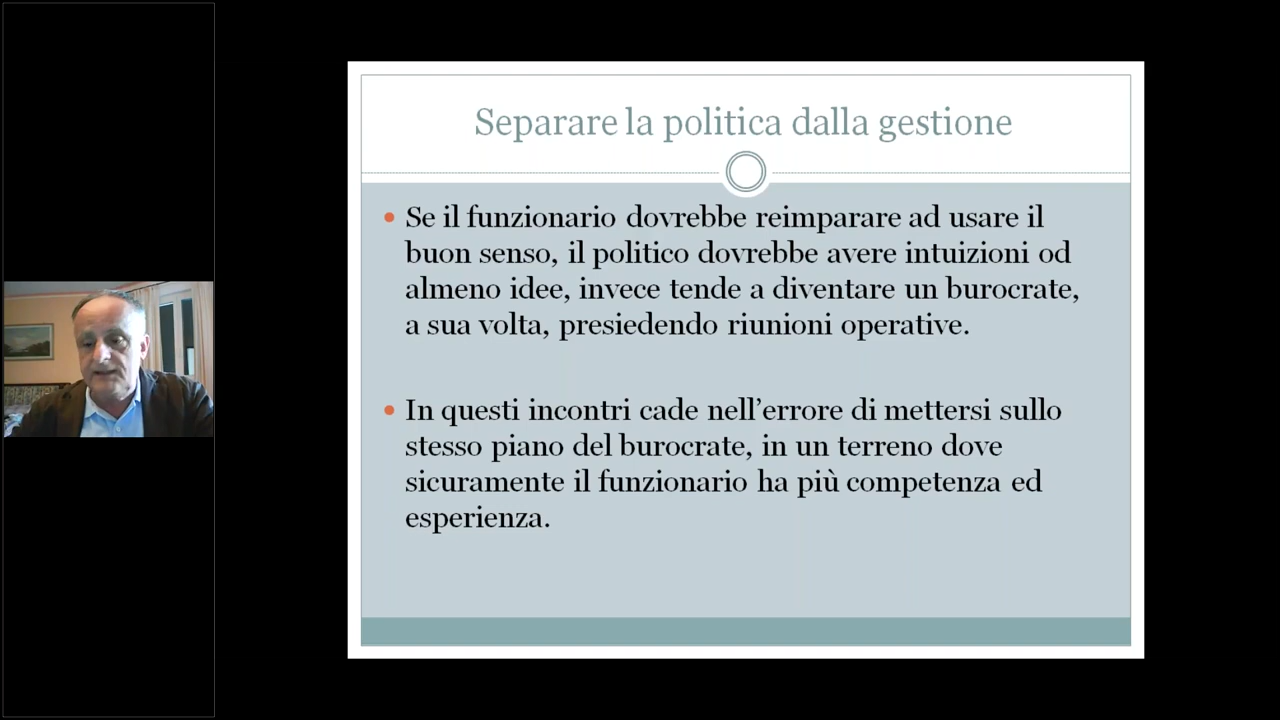 Separare la politica dalla gestione
Se il funzionario dovrebbe reimparare ad usare il
buon senso, il politico dovrebbe avere intuizioni od
almeno idee, invece tende a diventare un burocrate,
a sua volta, presiedendo riunioni operative.
In questi incontri cade nell’errore di mettersi sullo
stesso piano del burocrate, in un terreno dove
sicuramente il funzionario ha più competenza ed
esperienza.